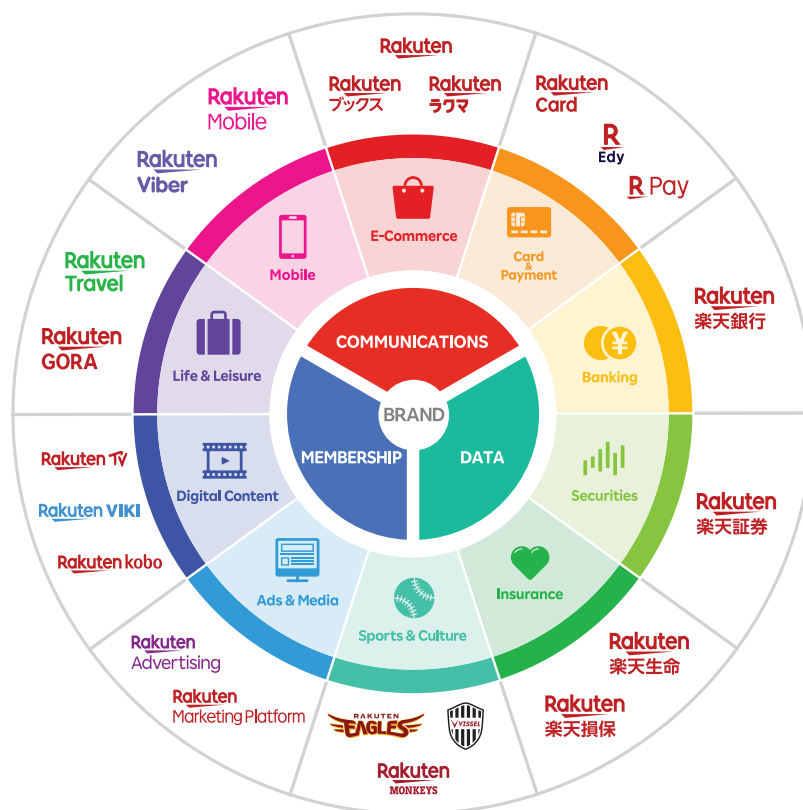 Rakuten
Rakuten
ブックス
Rakuten
ラクマ
Rakuten
Card
R
Edy
R Pay
Rakuten
楽天銀行
Rakuten
楽天証券
Rakuten
楽天生命
Rakuten
楽天損保
RAKUTEN
EAGLES
VISSEL
Rakuten
MONKEYS
Rakuten
Marketing Platform
Rakuten
Advertising
Rakuten kobo
Rakuten VIKI
Rakuten TV
Rakuten
GORA
Rakuten
Travel
Rakuten
Viber
Rakuten
Mobile
E-Commerce
Card
&
Payment
¥
Banking
Securities
Insurance
Sports & Culture
Ads & Media
Digital Content
Life & Leisure
Mobile
COMMUNICATIONS
BRAND
MEMBERSHIP
DATA